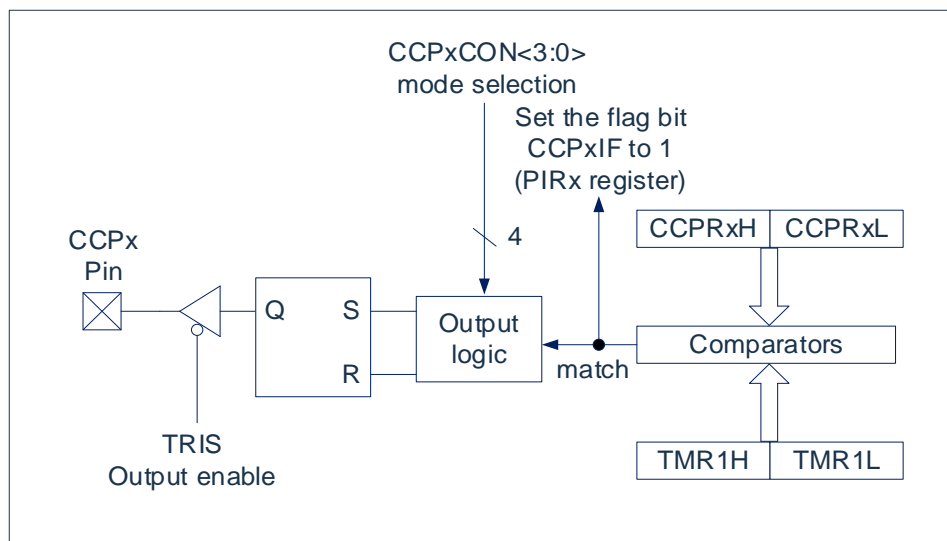 CCPxCON<3:0>
mode selection
Set the flag bit
CCPxIF to 1
(PIRx register)
4
CCPRxH CCPRxL
CCPx
Pin
Q S
R
Output
logic
match
Comparators
TRIS
Output enable
TMR1H TMR1L